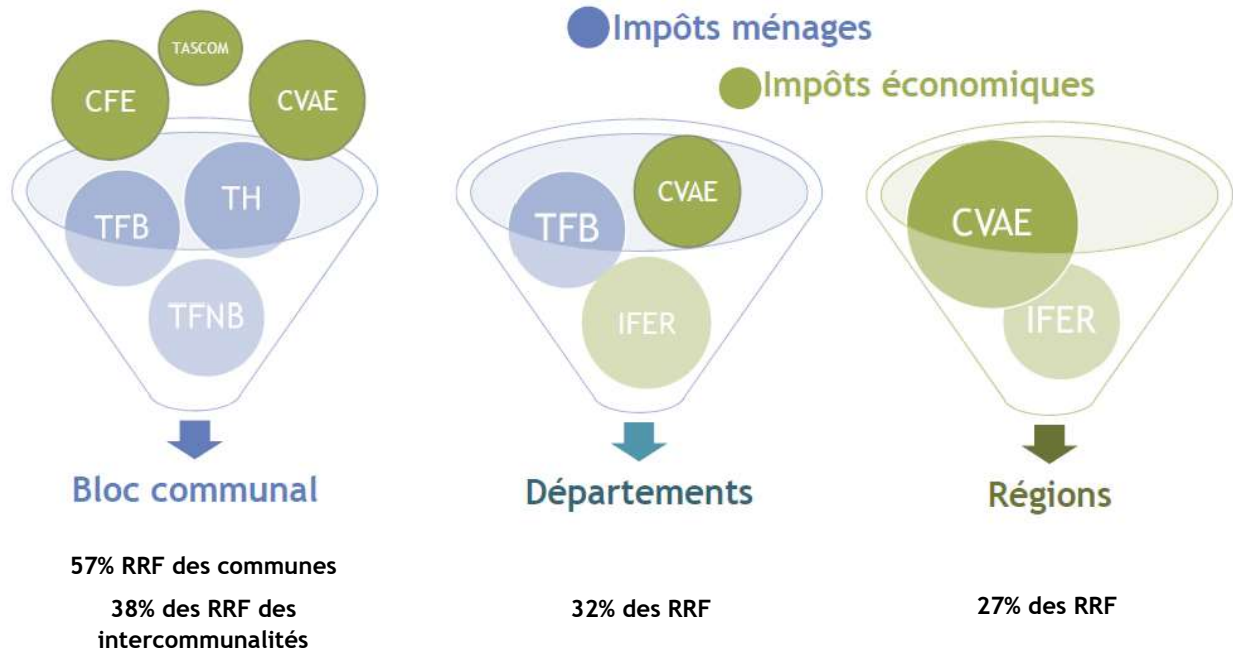 Impôts ménages
Impôts économiques
TASCOM
CFE
CVAE
TH
TFB
TFNB
Bloc communal
57% RRF des communes
38% des RRF des
intercommunalités
CVAE
TFB
IFER
Départements
32% des RRF
CVAE
IFER
Régions
27% des RRF